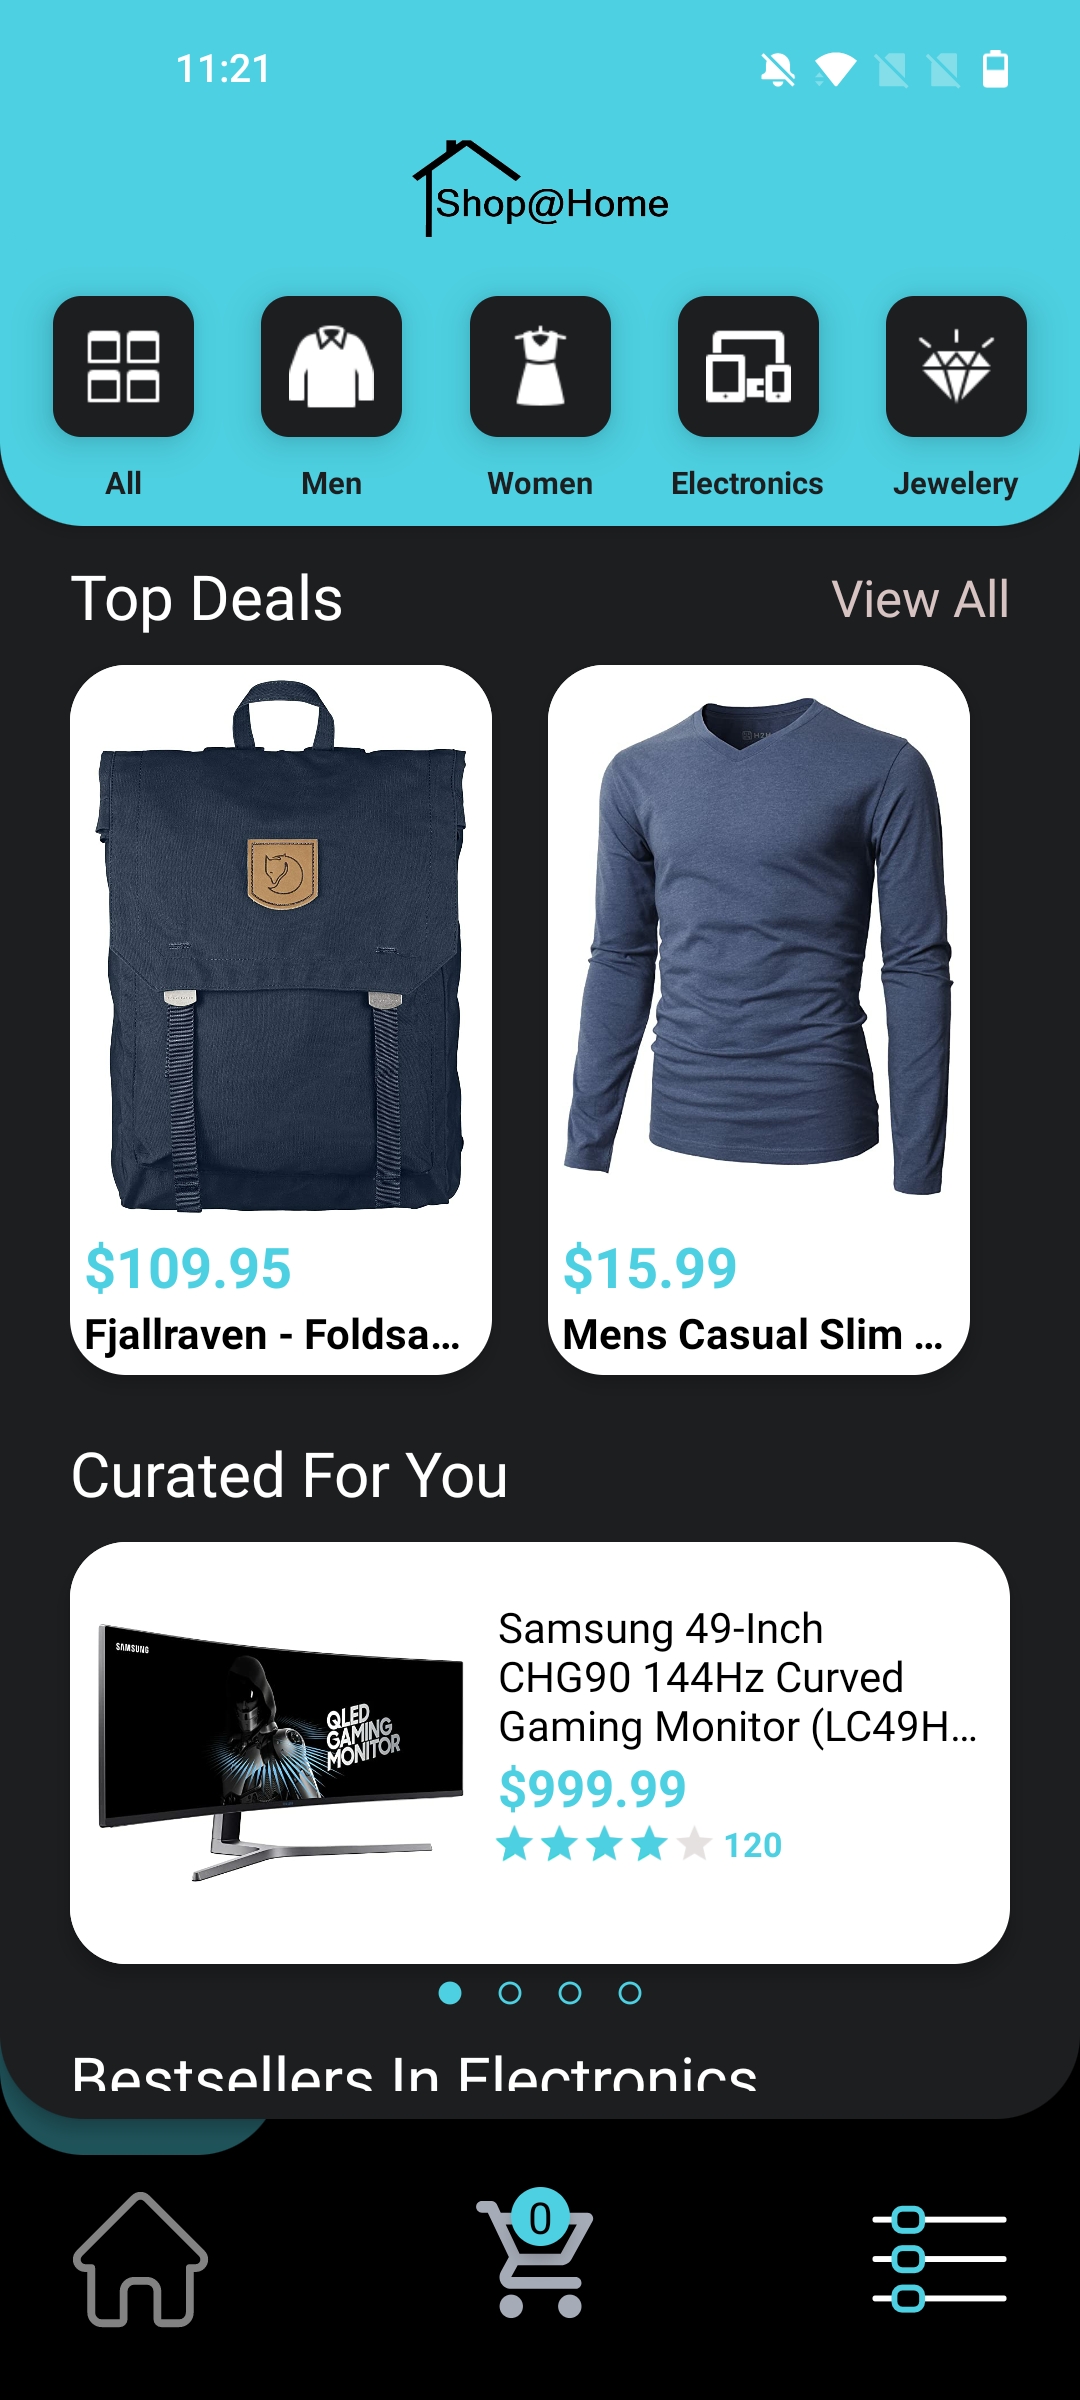 11:21
Shop@Home
All
Men
Women
Electronics
Jewelery
Top Deals
View All
$109.95
Fjallraven - Foldsa...
$15.99
Mens Casual Slim ...
Curated For You
SAMSUNG
QLED
GAMING
MONITOR
Samsung 49-Inch
CHG90 144Hz Curved
Gaming Monitor (LC49H...
$999.99
120
Bestsellers In Electronics
0